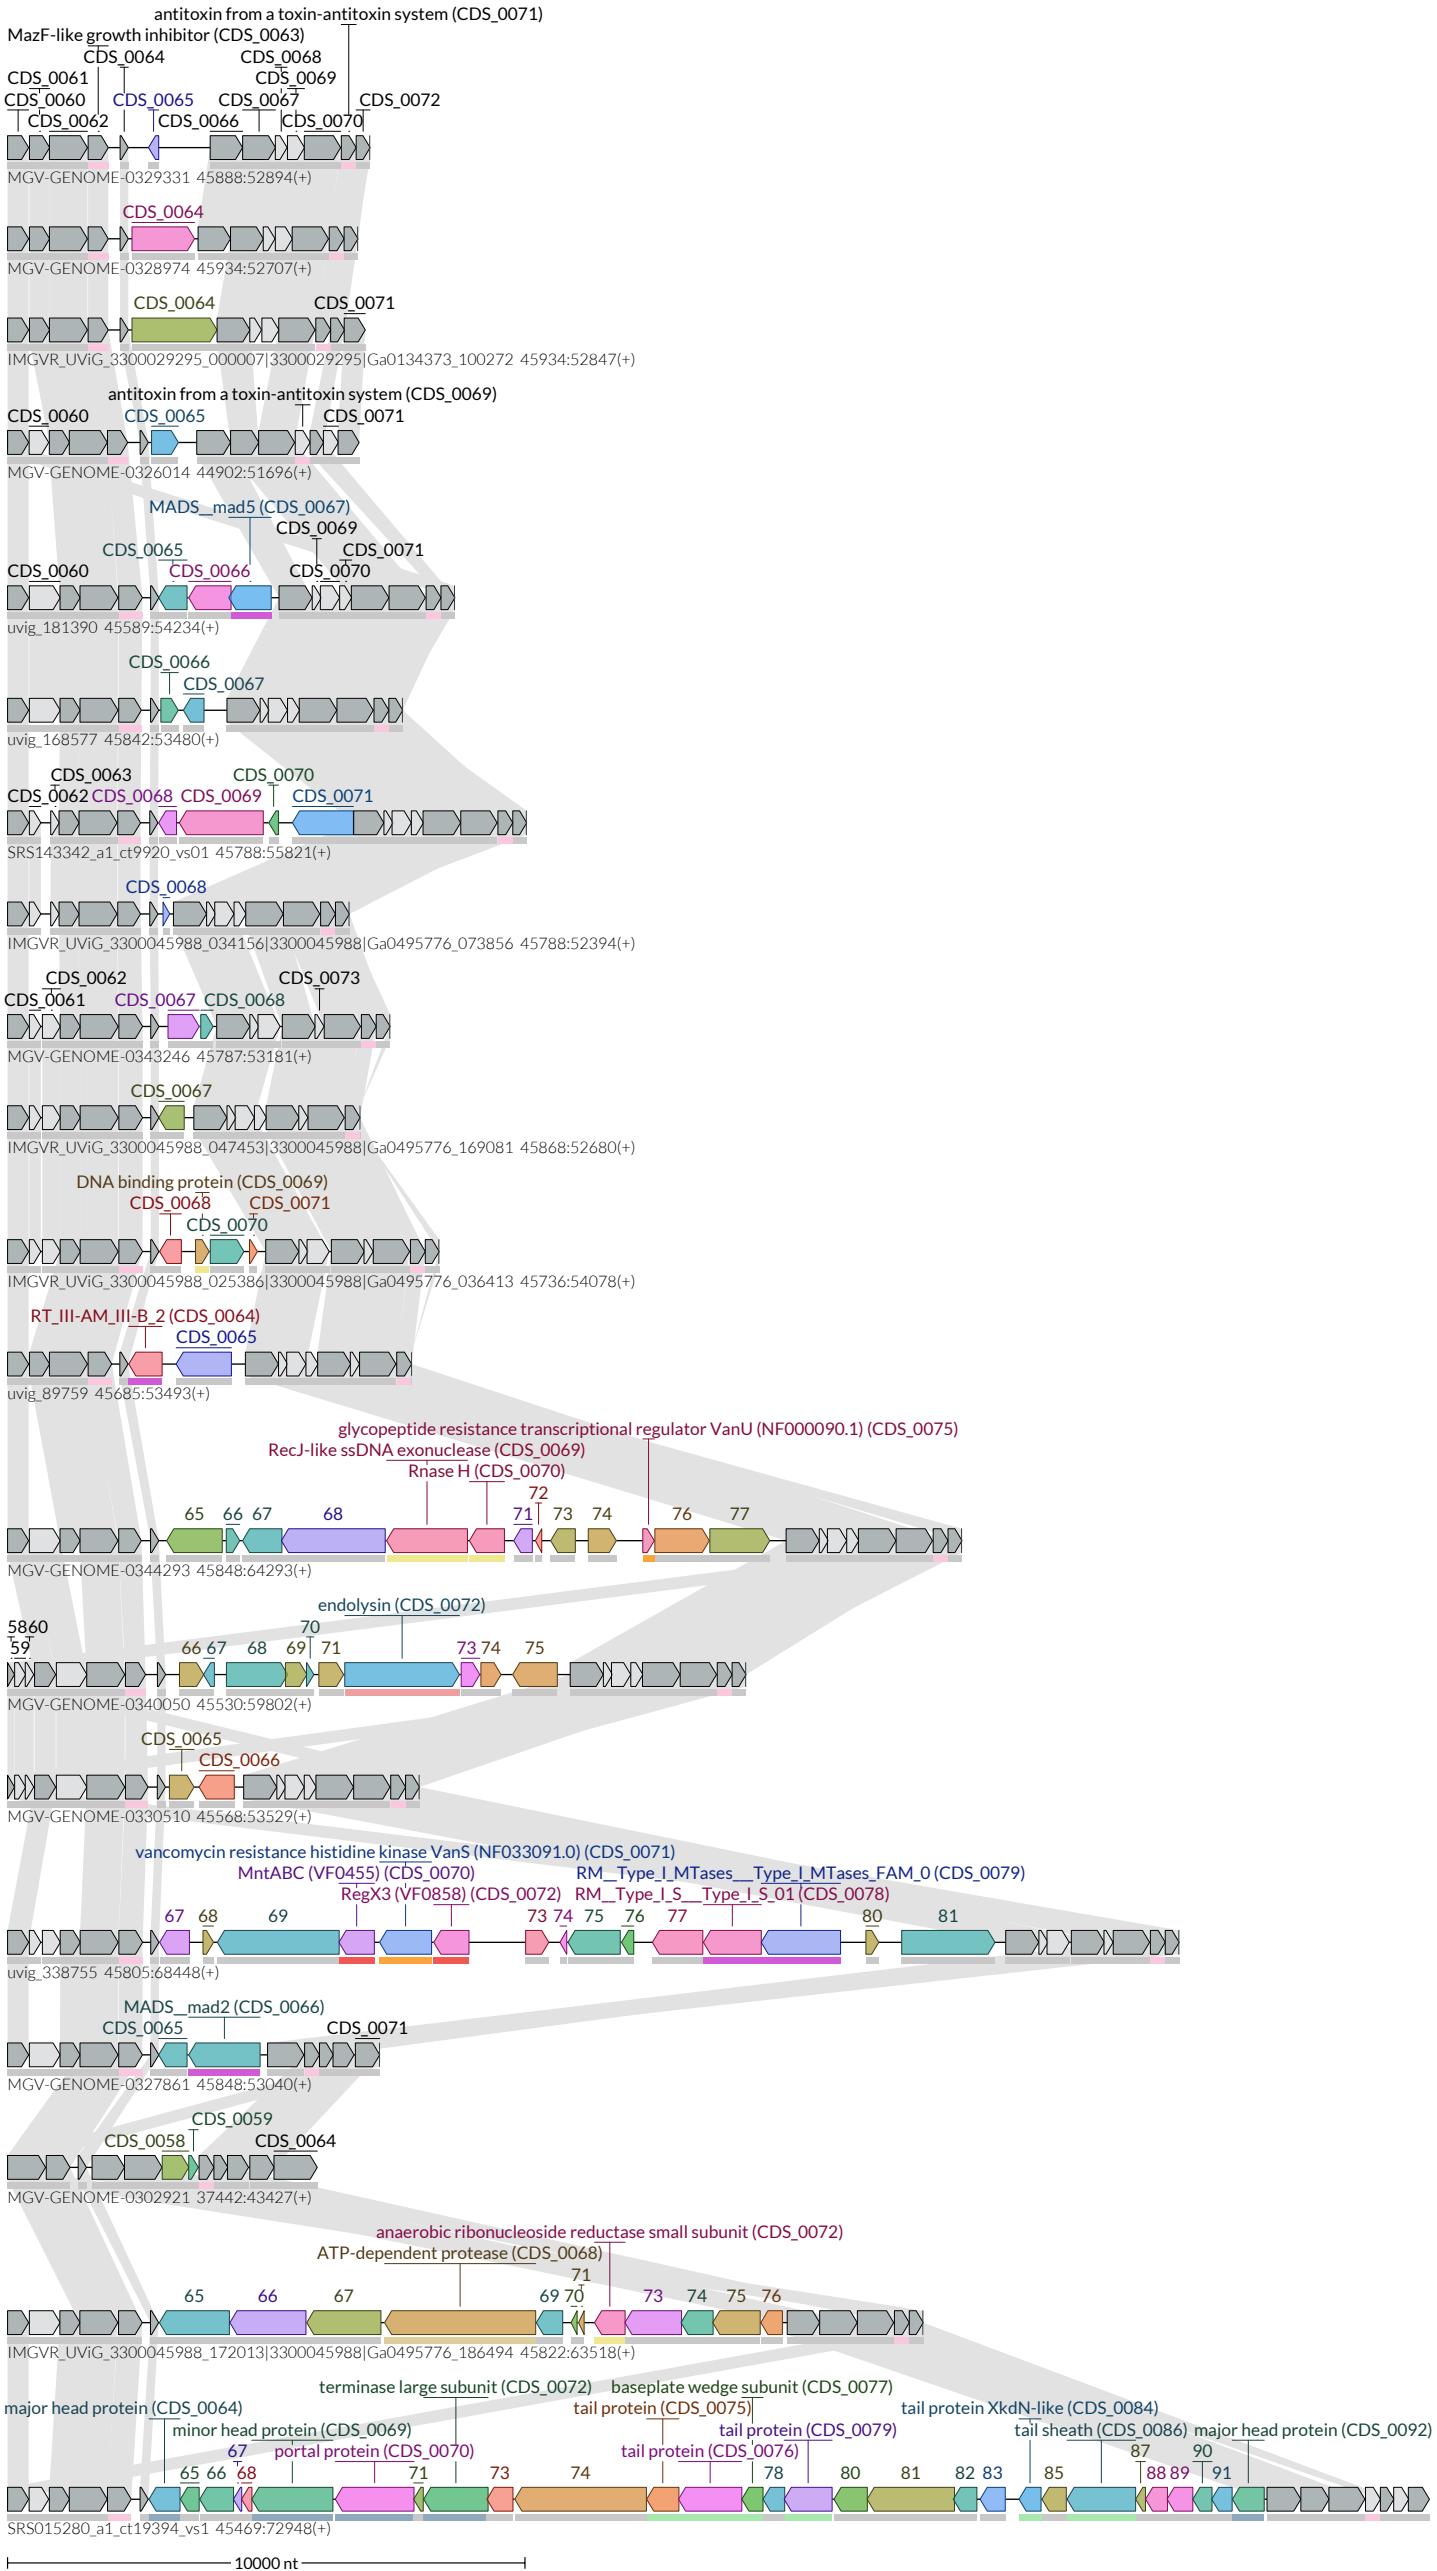 antitoxin from a toxin-antitoxin system (CDS_0071)
MazF-like growth inhibitor (CDS_0063)
CDS_0064 CDS_0068
CDS_0061 CDS_0069
CDS_0060 CDS_0065 CDS_0067 CDS_0072
CDS_0062 CDS_0066 CDS_0070
MGV-GENOME-0329331 45888:52894(+)
CDS_0064
MGV-GENOME-0328974 45934:52707(+)
CDS_0064 CDS_0071
IMGVR_UViG_3300029295_000007|3300029295|Ga0134373_100272 45934:52847(+)
antitoxin from a toxin-antitoxin system (CDS_0069)
CDS_0060 CDS_0065 CDS_0071
MGV-GENOME-0326014 44902:51696(+)
MADS__mad5 (CDS_0067)
CDS_0069
CDS_0065 CDS_0071
CDS_0060 CDS_0066 CDS_0070
uvig_181390 45589:54234(+)
CDS_0066
CDS_0067
uvig_168577 45842:53480(+)
CDS_0063 CDS_0070
CDS_0062 CDS_0068 CDS_0069 CDS_0071
SRS143342_a1_ct9920_vs01 45788:55821(+)
CDS_0068
IMGVR_UViG_3300045988_034156|3300045988|Ga0495776_073856 45788:52394(+)
CDS_0062 CDS_0073
CDS_0061 CDS_0067 CDS_0068
MGV-GENOME-0343246 45787:53181(+)
CDS_0067
IMGVR_UViG_3300045988_047453|3300045988|Ga0495776_169081 45868:52680(+)
DNA binding protein (CDS_0069)
CDS_0068 CDS_0071
CDS_0070
IMGVR_UViG_3300045988_025386|3300045988|Ga0495776_036413 45736:54078(+)
RT_III-AM_III-B_2 (CDS_0064)
CDS_0065
uvig_89759 45685:53493(+)
glycopeptide resistance transcriptional regulator VanU (NF000090.1) (CDS_0075)
RecJ-like ssDNA exonuclease (CDS_0069)
Rnase H (CDS_0070)
72
65 66 67 68 71 73 74 76 77
MGV-GENOME-0344293 45848:64293(+)
endolysin (CDS_0072)
58 60 70
59 66 67 68 69 71 73 74 75
MGV-GENOME-0340050 45530:59802(+)
CDS_0065
CDS_0066
MGV-GENOME-0330510 45568:53529(+)
vancomycin resistance histidine kinase VanS (NF033091.0) (CDS_0071)
MntABC (VF0455) (CDS_0070) RM__Type_I_MTases___Type_I_MTases_FAM_0 (CDS_0079)
RegX3 (VF0858) (CDS_0072) RM__Type_I_S___Type_I_S_01 (CDS_0078)
67 68 69 73 74 75 76 77 80 81
uvig_338755 45805:68448(+)
MADS__mad2 (CDS_0066)
CDS_0065 CDS_0071
MGV-GENOME-0327861 45848:53040(+)
CDS_0059
CDS_0058 CDS_0064
MGV-GENOME-0302921 37442:43427(+)
anaerobic ribonucleoside reductase small subunit (CDS_0072)
ATP-dependent protease (CDS_0068)
71
65 66 67 69 70 73 74 75 76
IMGVR_UViG_3300045988_172013|3300045988|Ga0495776_186494 45822:63518(+)
terminase large subunit (CDS_0072) baseplate wedge subunit (CDS_0077)
major head protein (CDS_0064) tail protein (CDS_0075) tail protein XkdN-like (CDS_0084)
minor head protein (CDS_0069) tail protein (CDS_0079) tail sheath (CDS_0086) major head protein (CDS_0092)
67 portal protein (CDS_0070) tail protein (CDS_0076) 87 90
65 66 68 71 73 74 78 80 81 82 83 85 88 89 91
SRS015280_a1_ct19394_vs1 45469:72948(+)
10000 nt